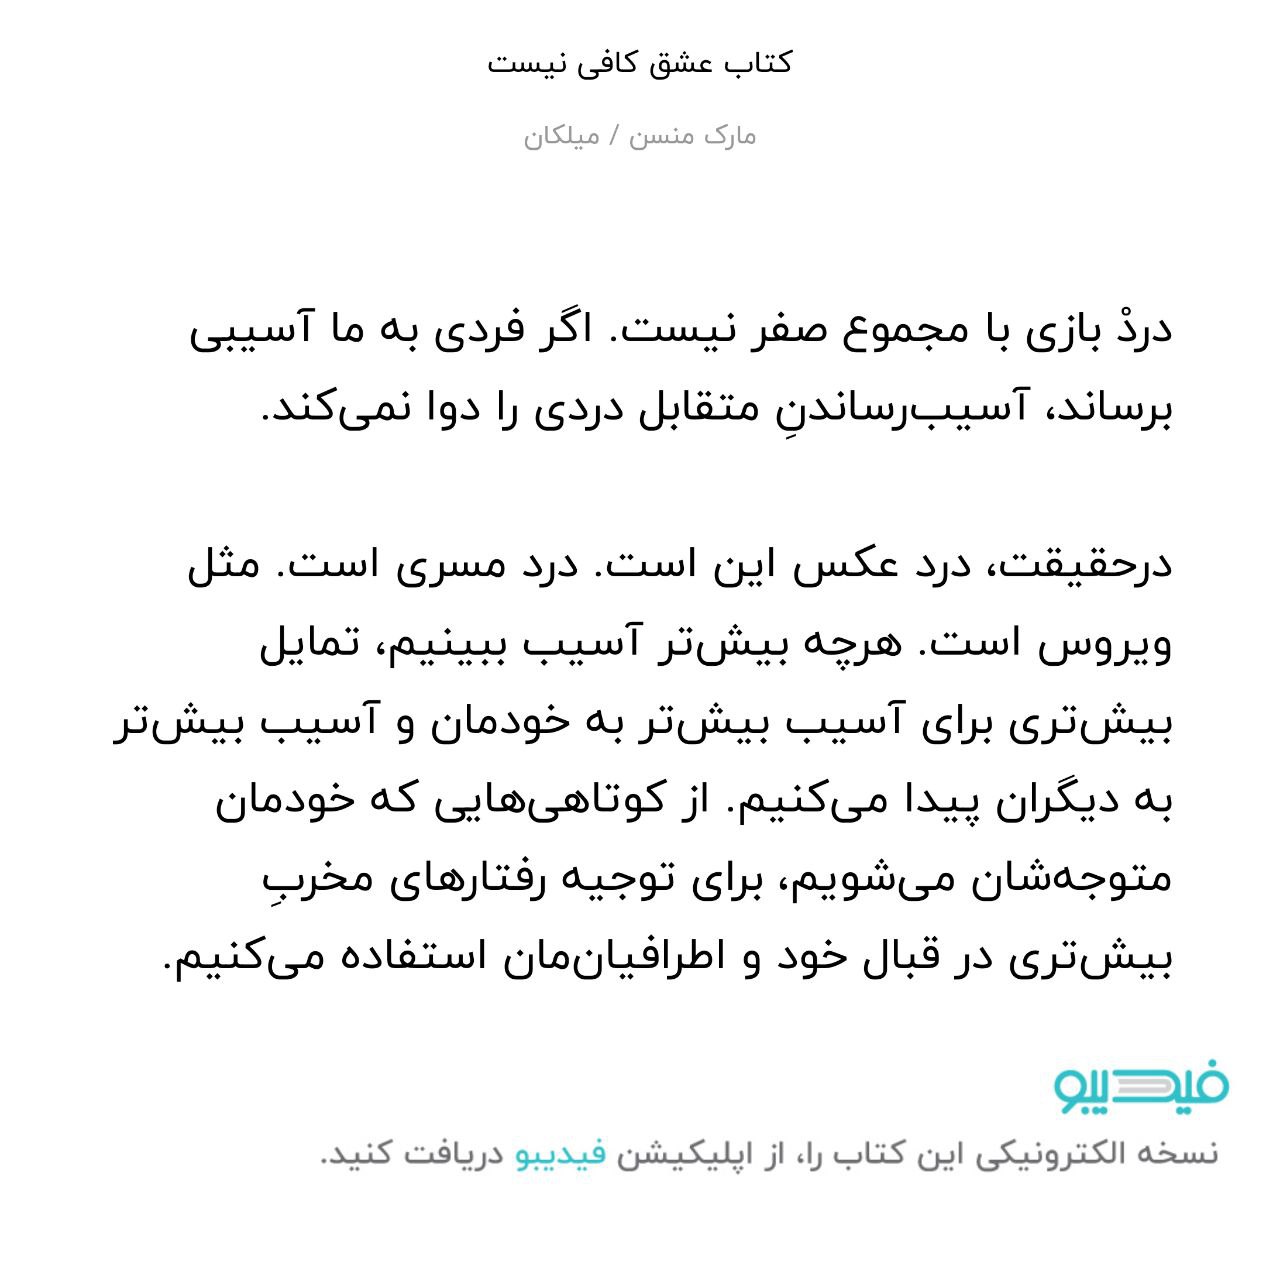 کتاب عشق کافی نیست
مارک منسن / میلکان
دردْ بازی با مجموع صفر نیست. اگر فردی به ما آسیبی
برساند، آسیب‌رساندنِ متقابل دردی را دوا نمی‌کند.
درحقیقت، درد عکس این است. درد مسری است. مثل
ویروس است. هرچه بیش‌تر آسیب ببینیم، تمایل
بیش‌تری برای آسیب بیش‌تر به خودمان و آسیب بیش‌تر
به دیگران پیدا می‌کنیم. از کوتاهی‌هایی که خودمان
متوجه‌شان می‌شویم، برای توجیه رفتارهای مخربِ
بیش‌تری در قبال خود و اطرافیان‌مان استفاده می‌کنیم.
فیدیبو
نسخه الکترونیکی این کتاب را، از اپلیکیشن فیدیبو دریافت کنید.